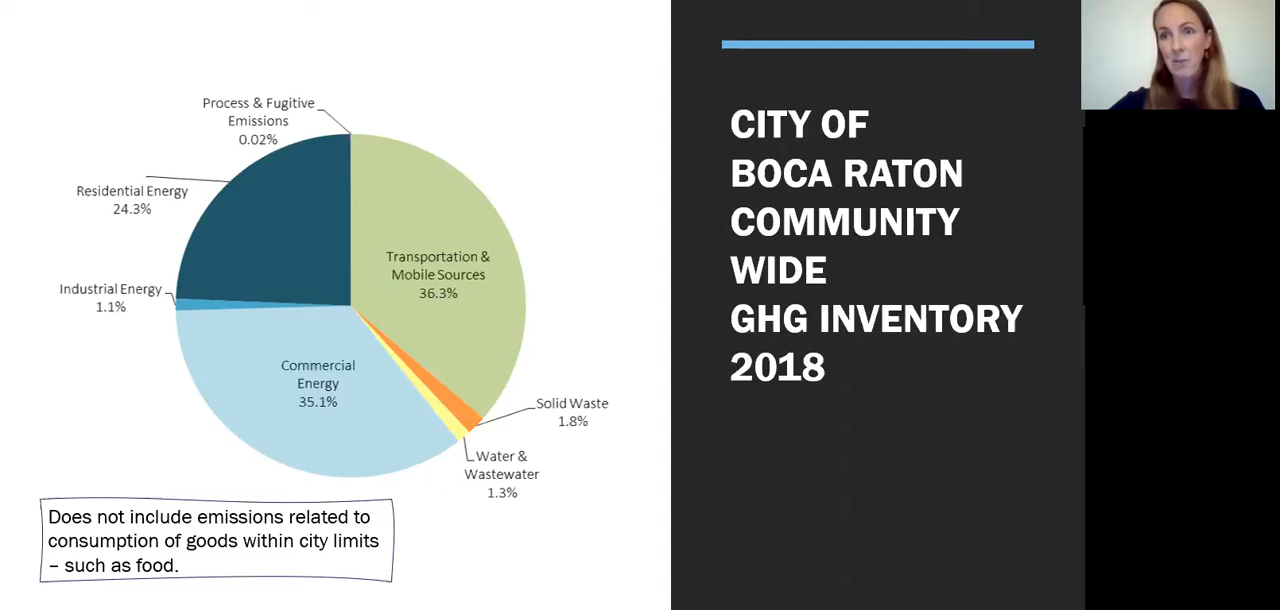 Process & Fugitive
Emissions
0.02%
Residential Energy
24.3%
Industrial Energy
1.1%
Transportation &
Mobile Sources
36.3%
Commercial
Energy
35.1%
Solid Waste
1.8%
Water &
Wastewater
1.3%
Does not include emissions related to
consumption of goods within city limits
– such as food.
CITY OF
BOCA RATON
COMMUNITY
WIDE
GHG INVENTORY
2018